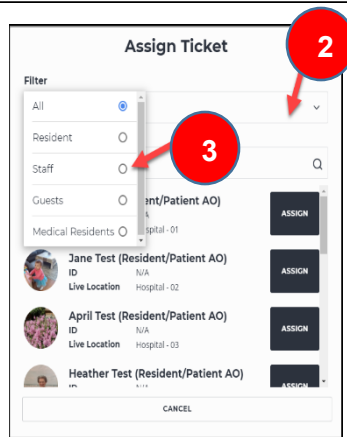 Assign Ticket
2
Filter
All
Resident
3
Staff
Guests
Medical Residents
ent/Patient AO)
ASSIGN
spital - 01
Jane Test (Resident/Patient AO)
ID N/A
ASSIGN
Live Location Hospital - 02
April Test (Resident/Patient AO)
ID N/A
ASSIGN
Live Location Hospital - 03
Heather Test (Resident/Patient AO)
ASSIGN
CANCEL